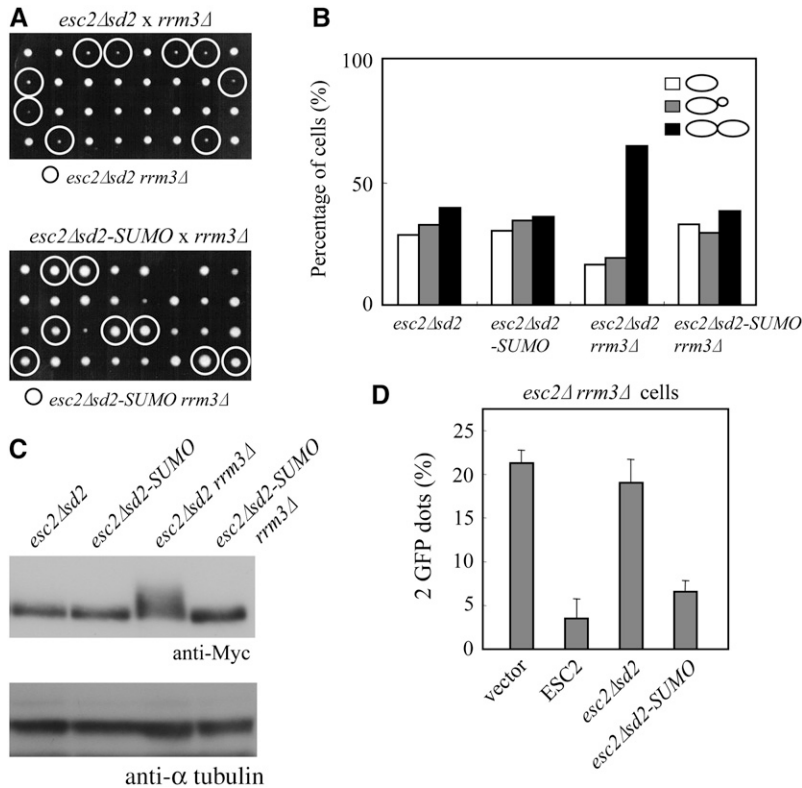 A
esc2Δsd2 x rrm3Δ
esc2Δsd2 rrm3Δ
esc2Δsd2-SUMO x rrm3Δ
esc2Δsd2-SUMO rrm3Δ
B
Percentage of cells (%)
100
50
0
esc2Δsd2
esc2Δsd2
-SUMO
esc2Δsd2
rrm3Δ
esc2Δsd2-SUMO
rrm3Δ
C
esc2Δsd2
esc2Δsd2-SUMO
esc2Δsd2 rrm3Δ
esc2Δsd2-SUMO
rrm3Δ
anti-Myc
anti-α tubulin
D
esc2Δ rrm3Δ cells
2 GFP dots (%)
25
20
15
10
5
0
vector
ESC2
esc2Δsd2
esc2Δsd2-SUMO